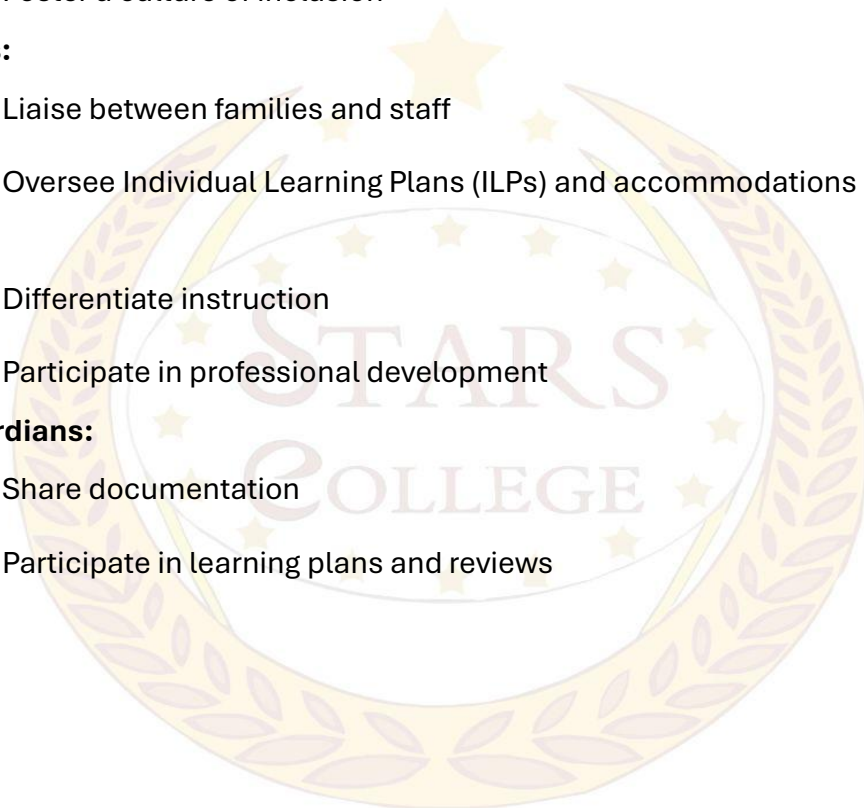 :
Liaise between families and staff
Oversee Individual Learning Plans (ILPs) and accommodations
Differentiate instruction
STARS
Participate in professional development
rdians:
COLLEGE
Share documentation
Participate in learning plans and reviews